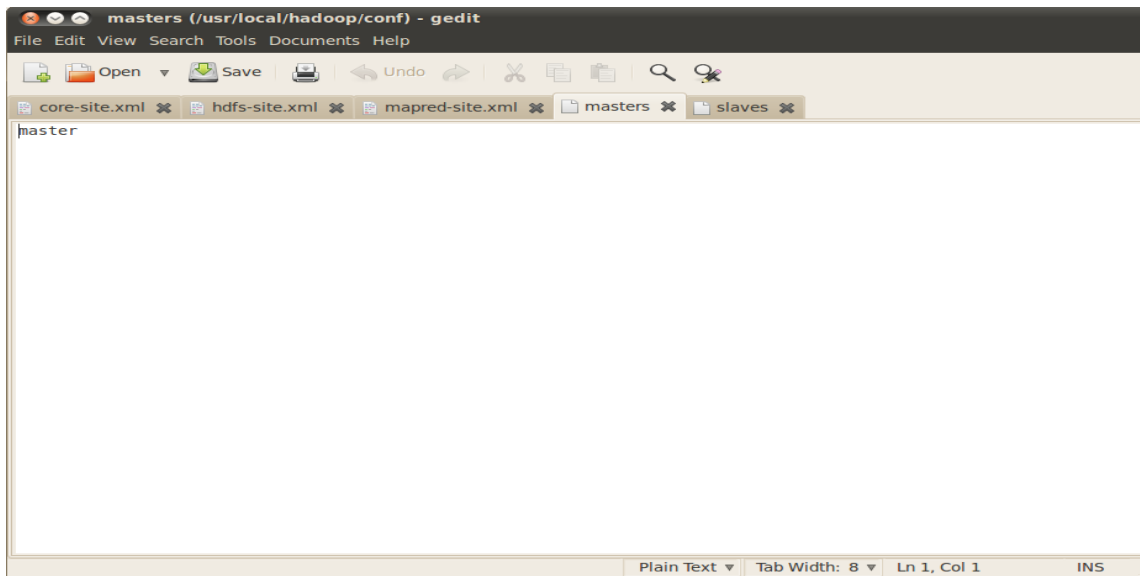 masters (/usr/local/hadoop/conf) - gedit
File Edit View Search Tools Documents Help
Open Save Undo
core-site.xml hdfs-site.xml mapred-site.xml masters slaves
master
Plain Text Tab Width: 8 Ln 1, Col 1 INS